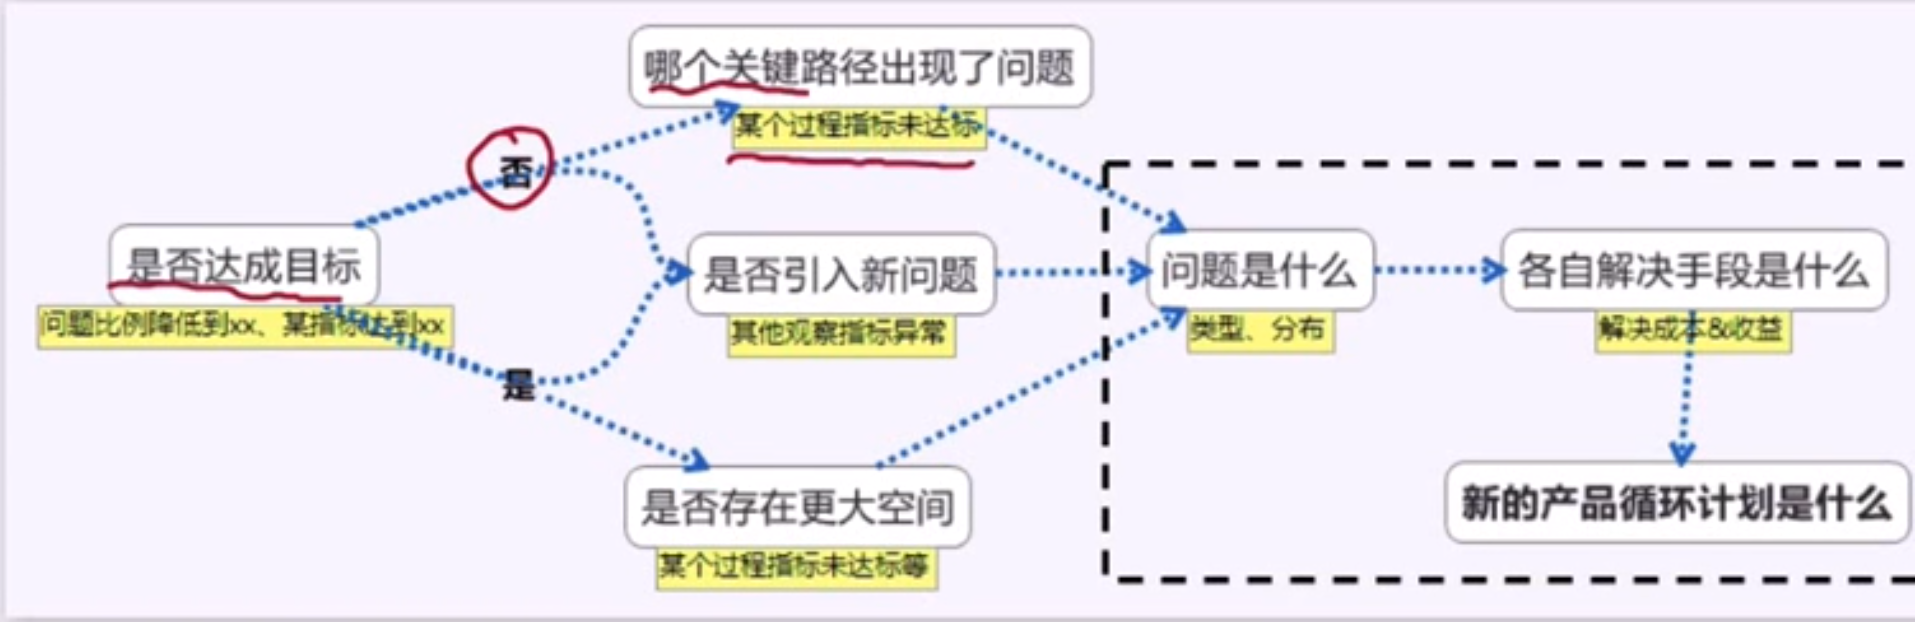 哪个关键路径出现了问题
某个过程指标未达标
否
是否达成目标
问题比例降低到xx、某指标达到xx
是否引入新问题
其他观察指标异常
问题是什么
类型、分布
各自解决手段是什么
解决成本&收益
是
是否存在更大空间
某个过程指标未达标等
新的产品循环计划是什么